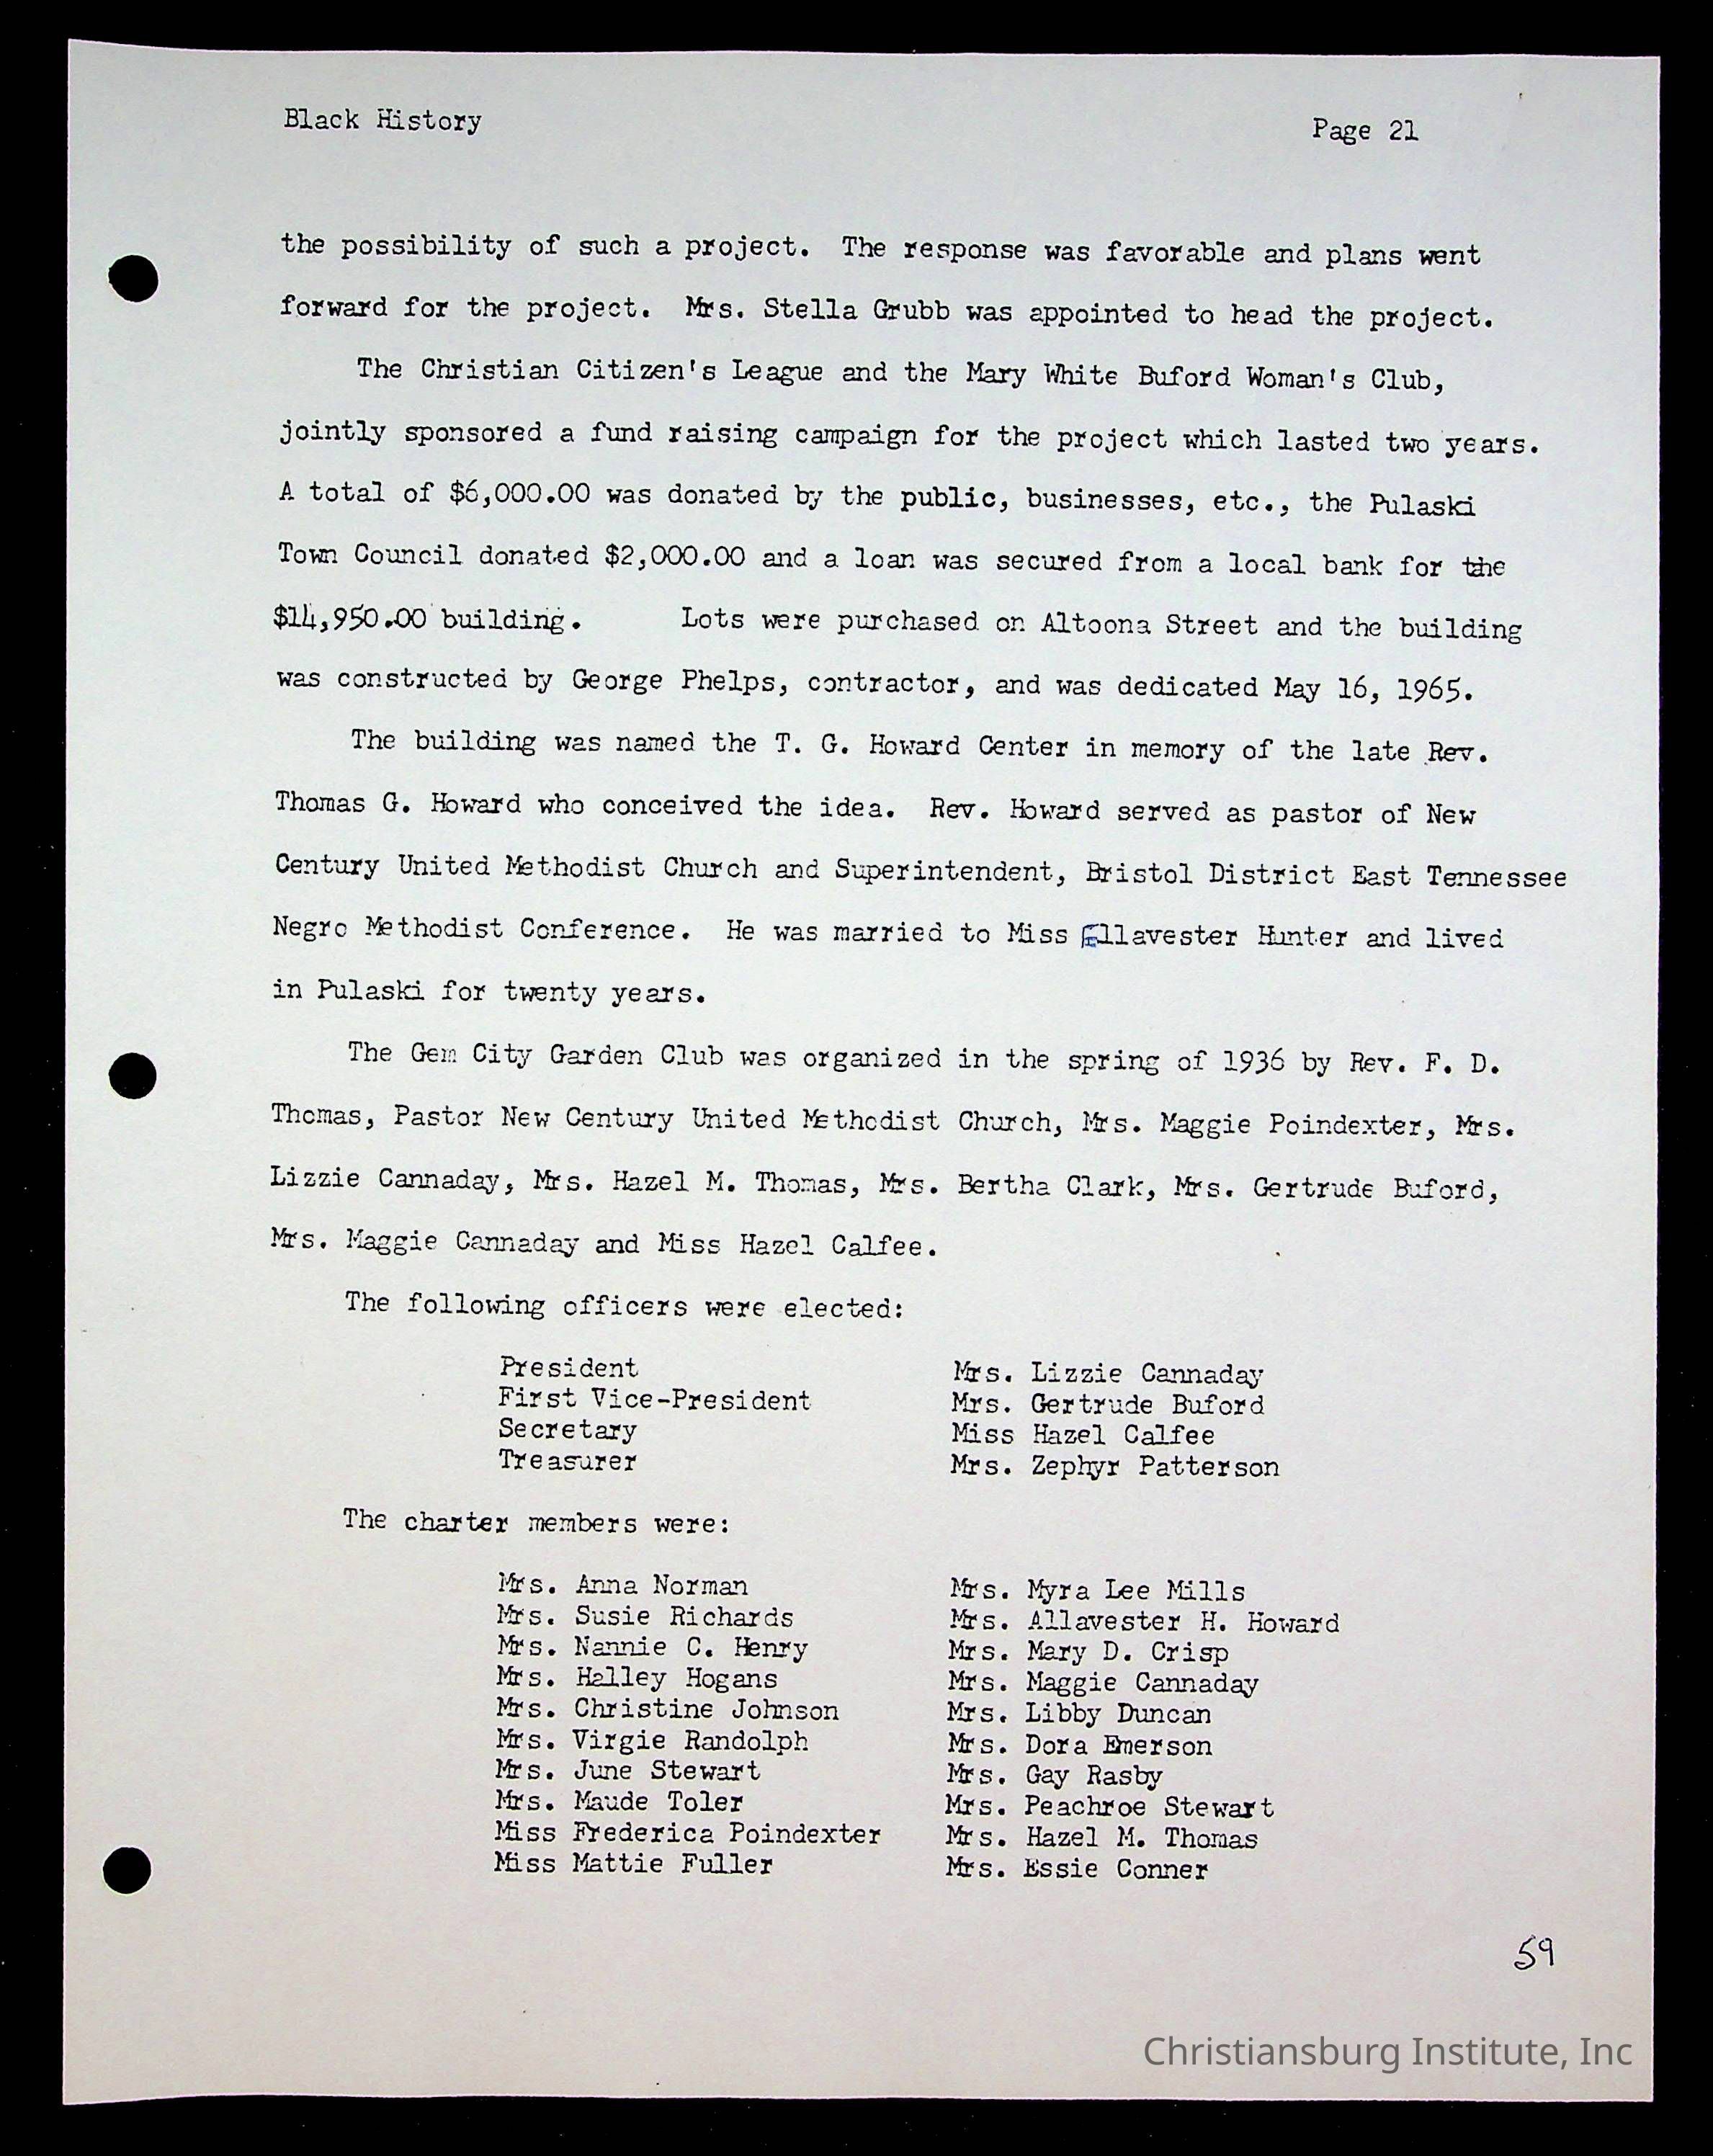 Black History Page 21
the possibility of such a project. The response was favorable and plans went
forward for the project. Mrs. Stella Grubb was appointed to head the project.
The Christian Citizen's League and the Mary White Buford Woman's Club,
jointly sponsored a fund raising campaign for the project which lasted two years.
A total of $6,000.00 was donated by the public, businesses, etc., the Pulaski
Town Council donated $2,000.00 and a loan was secured from a local bank for the
$14,950.00 building. Lots were purchased on Altoona Street and the building
was constructed by George Phelps, contractor, and was dedicated May 16, 1965.
The building was named the T. G. Howard Center in memory of the late Rev.
Thomas G. Howard who conceived the idea. Rev. Howard served as pastor of New
Century United Methodist Church and Superintendent, Bristol District East Tennessee
Negro Methodist Conference. He was married to Miss Ellavester Hunter and lived
in Pulaski for twenty years.
The Gem City Garden Club was organized in the spring of 1936 by Rev. F. D.
Thomas, Pastor New Century United Methodist Church, Mrs. Maggie Poindexter, Mrs.
Lizzie Cannaday, Mrs. Hazel M. Thomas, Mrs. Bertha Clark, Mrs. Gertrude Buford,
Mrs. Maggie Cannaday and Miss Hazel Calfee.
The following officers were elected:
President Mrs. Lizzie Cannaday
First Vice-President Mrs. Gertrude Buford
Secretary Miss Hazel Calfee
Treasurer Mrs. Zephyr Patterson
The charter members were:
Mrs. Anna Norman Mrs. Myra Lee Mills
Mrs. Susie Richards Mrs. Allavester H. Howard
Mrs. Nannie C. Henry Mrs. Mary D. Crisp
Mrs. Halley Hogans Mrs. Maggie Cannaday
Mrs. Christine Johnson Mrs. Libby Duncan
Mrs. Virgie Randolph Mrs. Dora Emerson
Mrs. June Stewart Mrs. Gay Rasby
Mrs. Maude Toler Mrs. Peachroe Stewart
Miss Frederica Poindexter Mrs. Hazel M. Thomas
Miss Mattie Fuller Mrs. Essie Conner
59
Christiansburg Institute, Inc